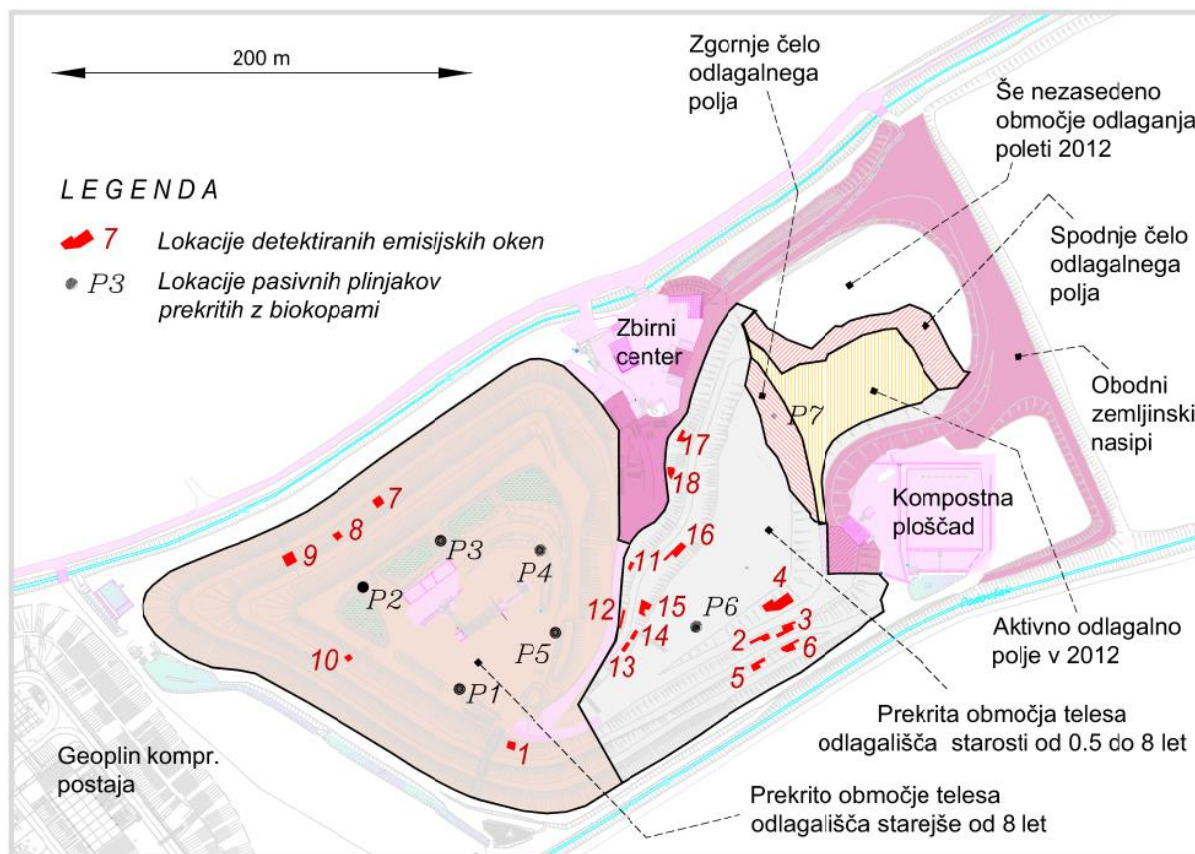 200 m
LEGENDA
7 Lokacije detektiranih emisijskih oken
P3 Lokacije pasivnih plinjakov
prekritih z biokopami
Zgornje čelo
odlagalnega
polja
Še nezasedeno
območje odlaganja
poleti 2012
Spodnje čelo
odlagalnega
polja
Obodni
zemljinski
nasipi
Zbirni
center
P7
Kompostna
ploščad
17
18
7
8
9
16
11
P3
P4
P2
4
12
15
P6
3
14
2
P5
6
10
13
5
P1
1
Aktivno odlagalno
polje v 2012
Prekrita območja telesa
odlagališča starosti od 0.5 do 8 let
Geoplin kompr.
postaja
Prekrito območje telesa
odlagališča starejše od 8 let